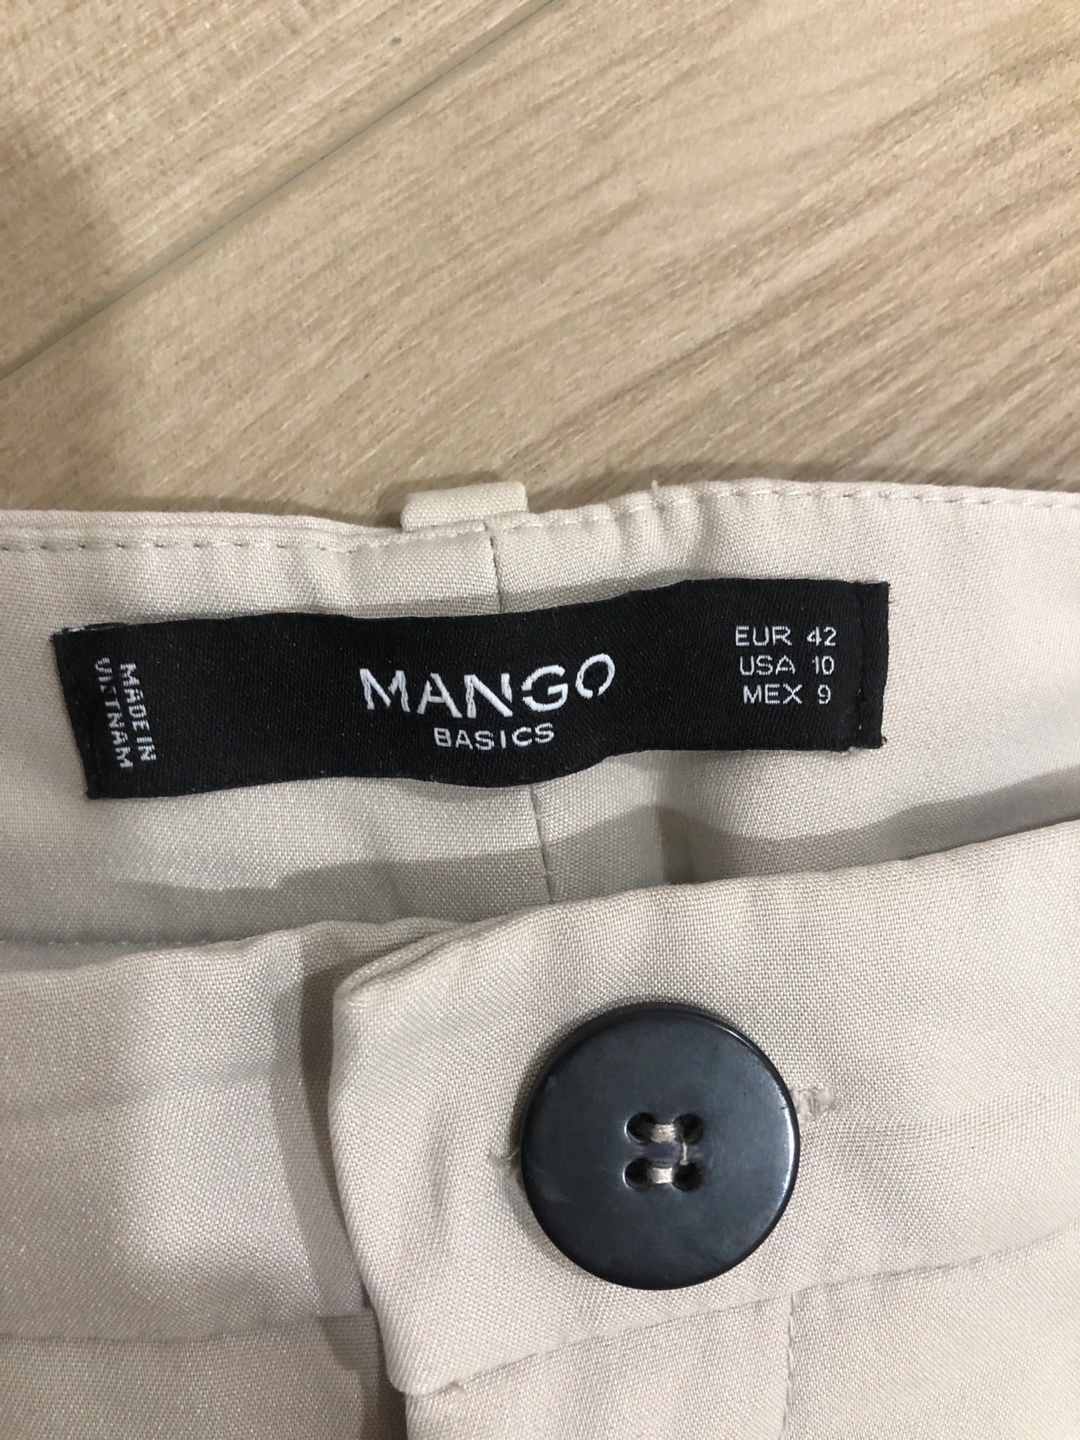 MADE IN
VIETNAM
MANGO
BASICS
EUR 42
USA 10
MEX 9